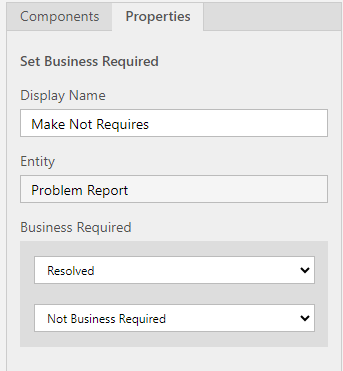 Components Properties
Set Business Required
Display Name
Make Not Requires
Entity
Problem Report
Business Required
Resolved
Not Business Required